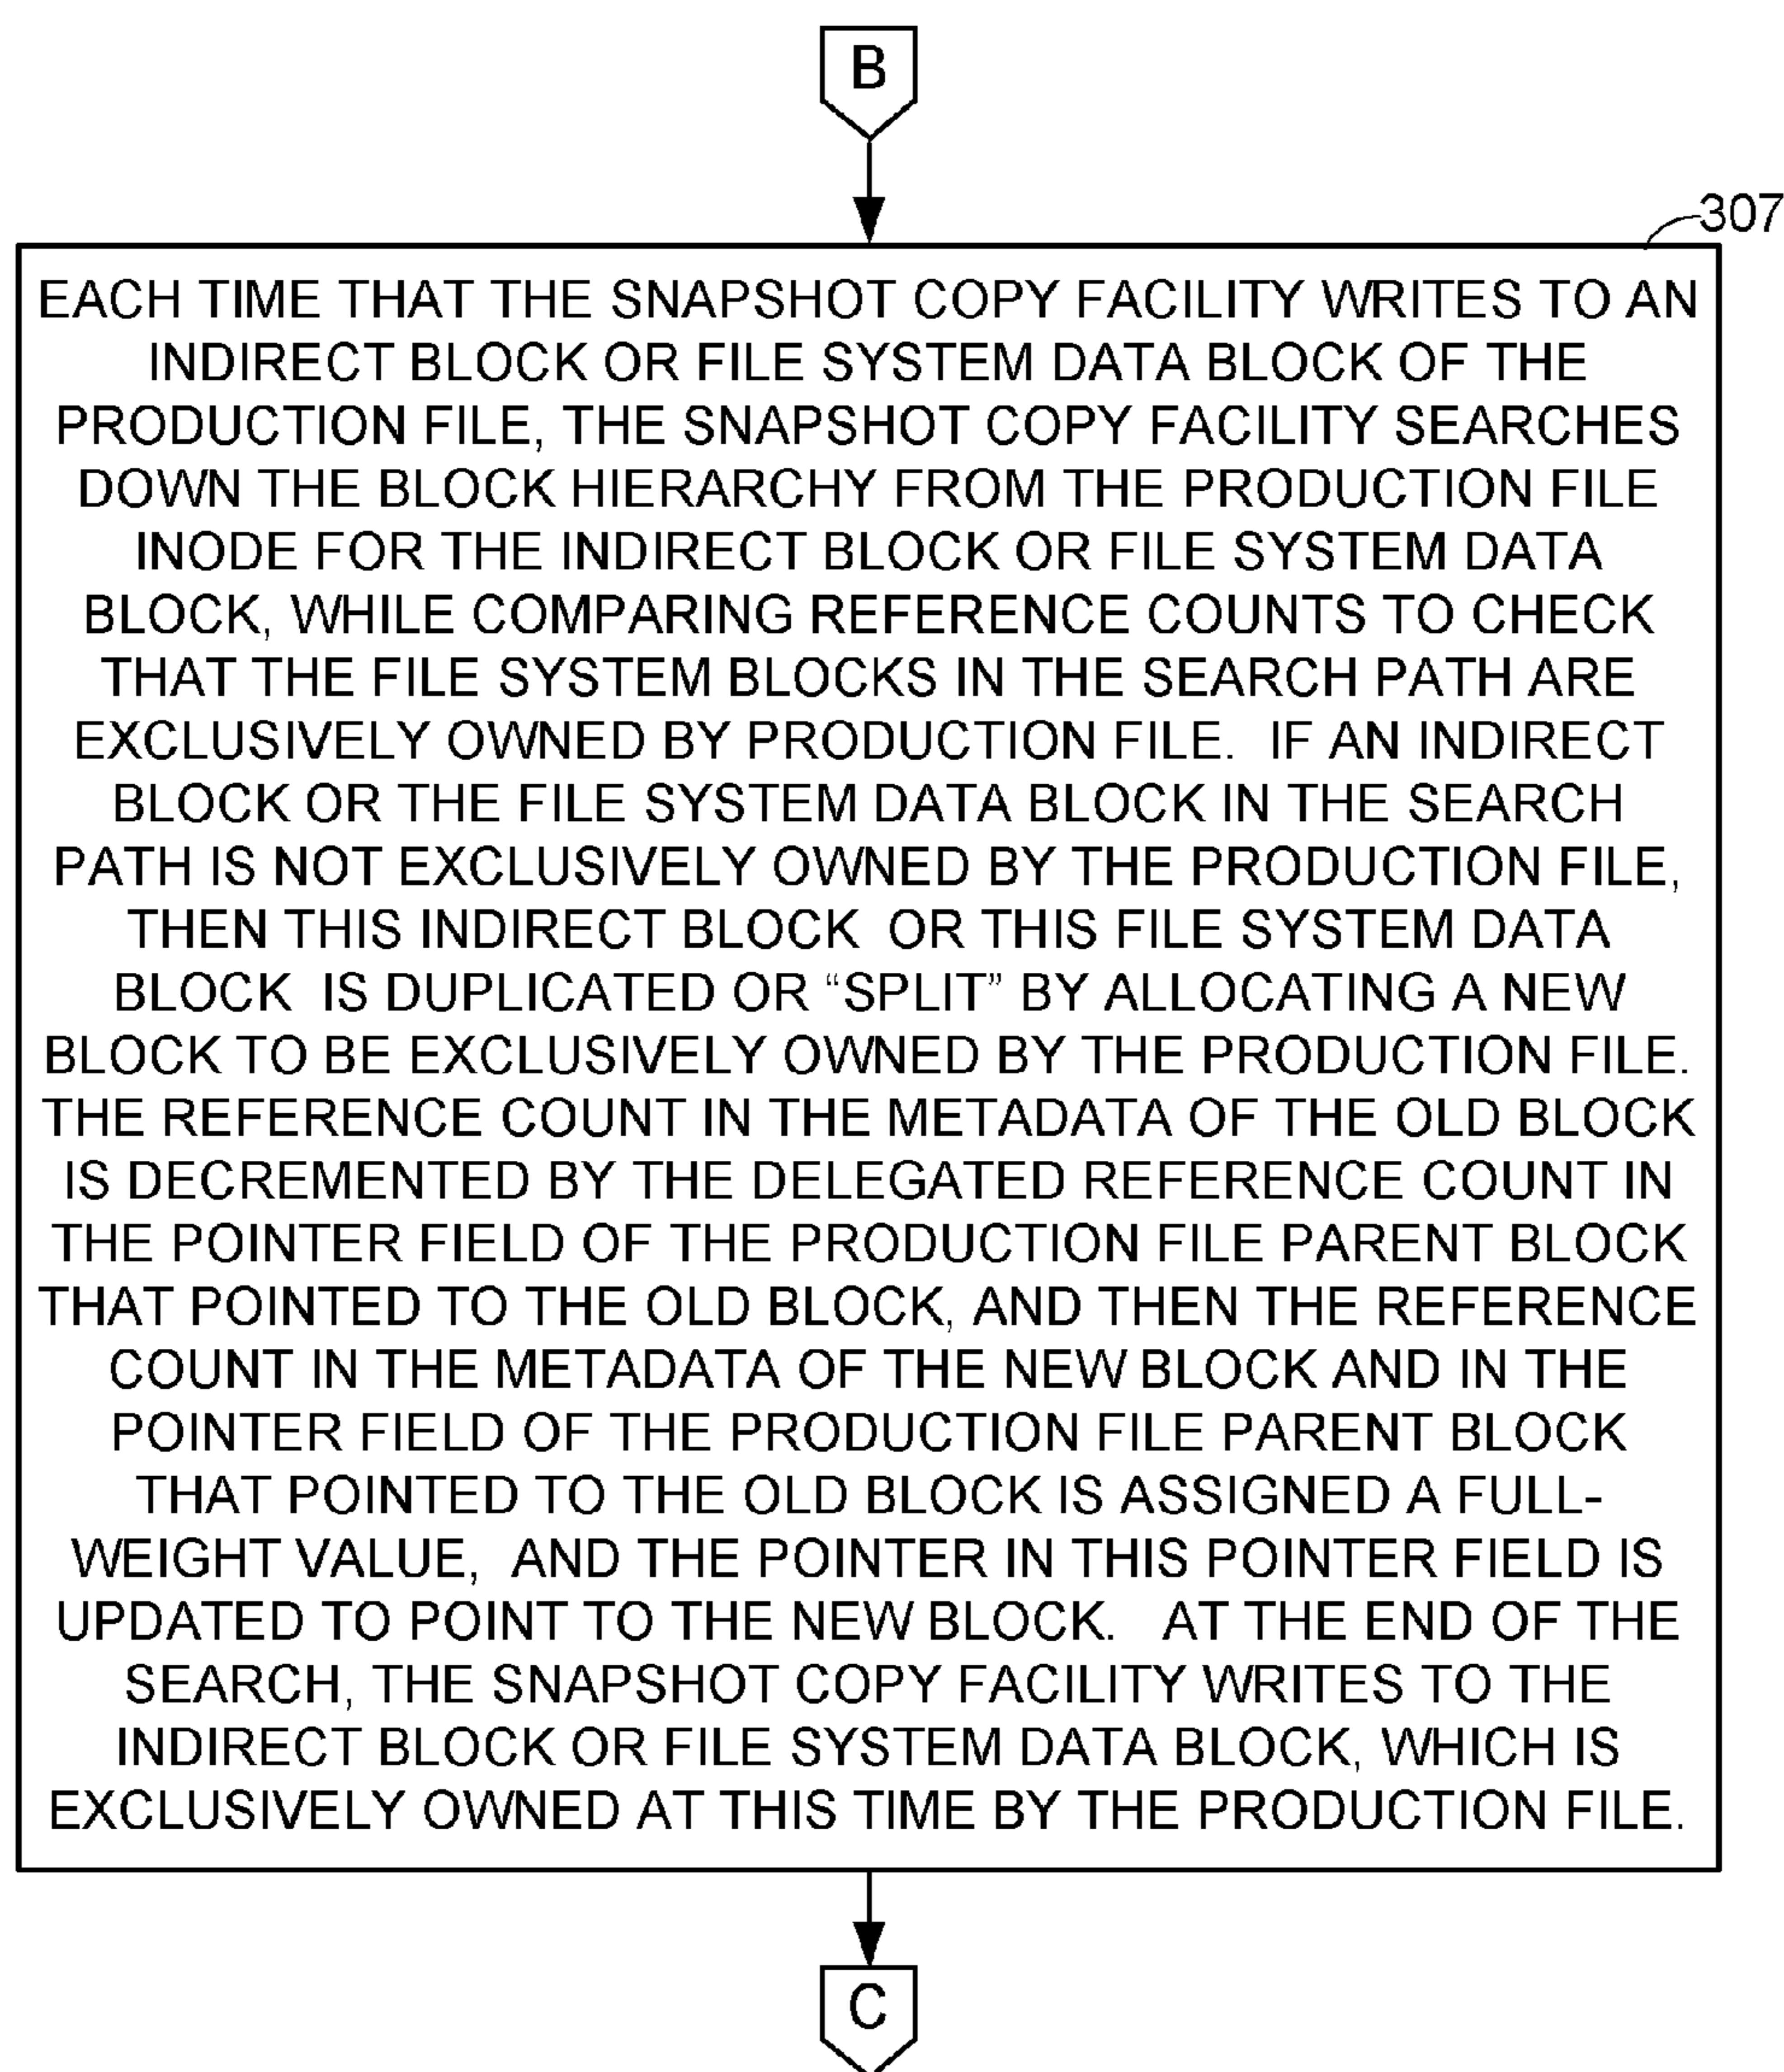 B
307
EACH TIME THAT THE SNAPSHOT COPY FACILITY WRITES TO AN
INDIRECT BLOCK OR FILE SYSTEM DATA BLOCK OF THE
PRODUCTION FILE, THE SNAPSHOT COPY FACILITY SEARCHES
DOWN THE BLOCK HIERARCHY FROM THE PRODUCTION FILE
INODE FOR THE INDIRECT BLOCK OR FILE SYSTEM DATA
BLOCK, WHILE COMPARING REFERENCE COUNTS TO CHECK
THAT THE FILE SYSTEM BLOCKS IN THE SEARCH PATH ARE
EXCLUSIVELY OWNED BY PRODUCTION FILE. IF AN INDIRECT
BLOCK OR THE FILE SYSTEM DATA BLOCK IN THE SEARCH
PATH IS NOT EXCLUSIVELY OWNED BY THE PRODUCTION FILE,
THEN THIS INDIRECT BLOCK OR THIS FILE SYSTEM DATA
BLOCK IS DUPLICATED OR “SPLIT” BY ALLOCATING A NEW
BLOCK TO BE EXCLUSIVELY OWNED BY THE PRODUCTION FILE.
THE REFERENCE COUNT IN THE METADATA OF THE OLD BLOCK
IS DECREMENTED BY THE DELEGATED REFERENCE COUNT IN
THE POINTER FIELD OF THE PRODUCTION FILE PARENT BLOCK
THAT POINTED TO THE OLD BLOCK, AND THEN THE REFERENCE
COUNT IN THE METADATA OF THE NEW BLOCK AND IN THE
POINTER FIELD OF THE PRODUCTION FILE PARENT BLOCK
THAT POINTED TO THE OLD BLOCK IS ASSIGNED A FULL-
WEIGHT VALUE, AND THE POINTER IN THIS POINTER FIELD IS
UPDATED TO POINT TO THE NEW BLOCK. AT THE END OF THE
SEARCH, THE SNAPSHOT COPY FACILITY WRITES TO THE
INDIRECT BLOCK OR FILE SYSTEM DATA BLOCK, WHICH IS
EXCLUSIVELY OWNED AT THIS TIME BY THE PRODUCTION FILE.
C